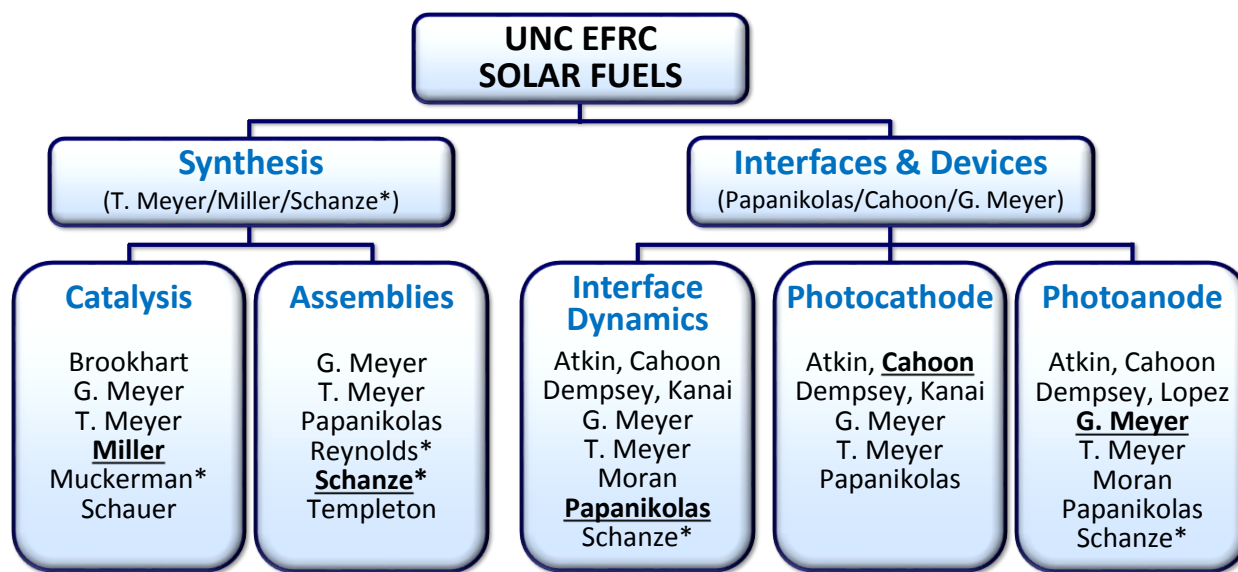 UNC EFRC
SOLAR FUELS
Synthesis
(T. Meyer/Miller/Schanze*)
Interfaces & Devices
(Papanikolas/Cahoon/G. Meyer)
Catalysis
Brookhart
G. Meyer
T. Meyer
Miller
Muckerman*
Schauer
Assemblies
G. Meyer
T. Meyer
Papanikolas
Reynolds*
Schanze*
Templeton
Interface
Dynamics
Atkin, Cahoon
Dempsey, Kanai
G. Meyer
T. Meyer
Moran
Papanikolas
Schanze*
Photocathode
Atkin, Cahoon
Dempsey, Kanai
G. Meyer
T. Meyer
Papanikolas
Photoanode
Atkin, Cahoon
Dempsey, Lopez
G. Meyer
T. Meyer
Moran
Papanikolas
Schanze*